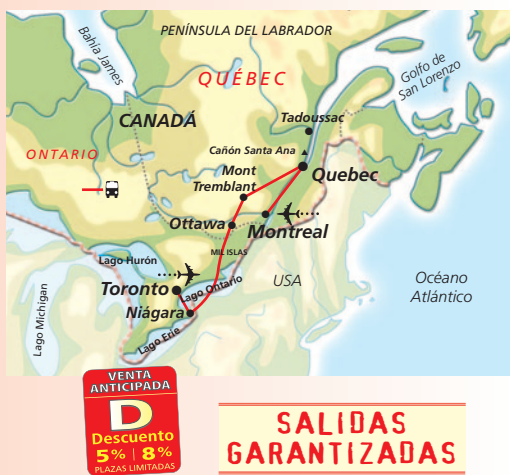 PENÍNSULA DEL LABRADOR
Bahía James
QUÉBEC
Golfo de
San Lorenzo
CANADÁ
Tadoussac
ONTARIO
Cañón Santa Ana
Mont
Tremblant
Quebec
Ottawa
Montreal
MIL ISLAS
Lago Hurón
USA
Océano
Atlántico
Toronto
Lago Ontario
Niágara
Lago Michigan
Lago Erie
VENTA
ANTICIPADA
D
Descuento
5% | 8%
PLAZAS LIMITADAS
SALIDAS
GARANTIZADAS